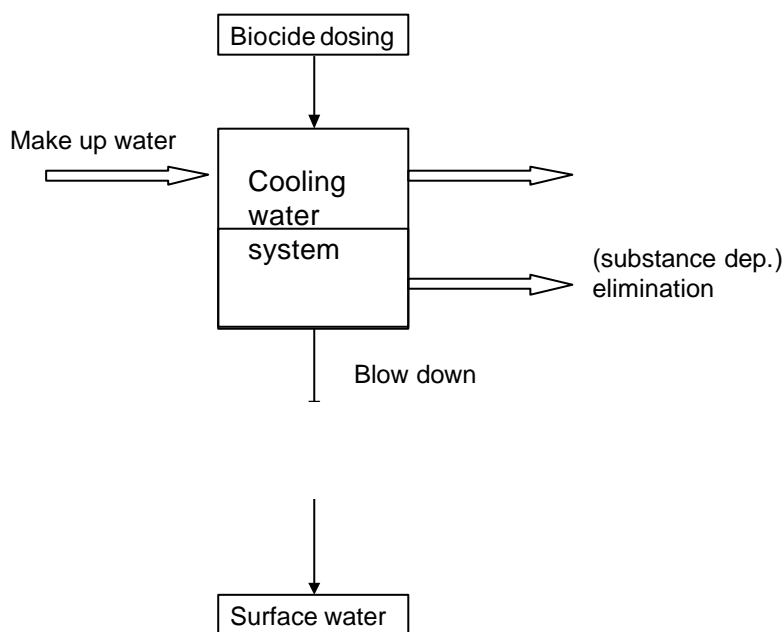 Biocide dosing
Make up water
Cooling
water
system
(substance dep.)
elimination
Blow down
Surface water